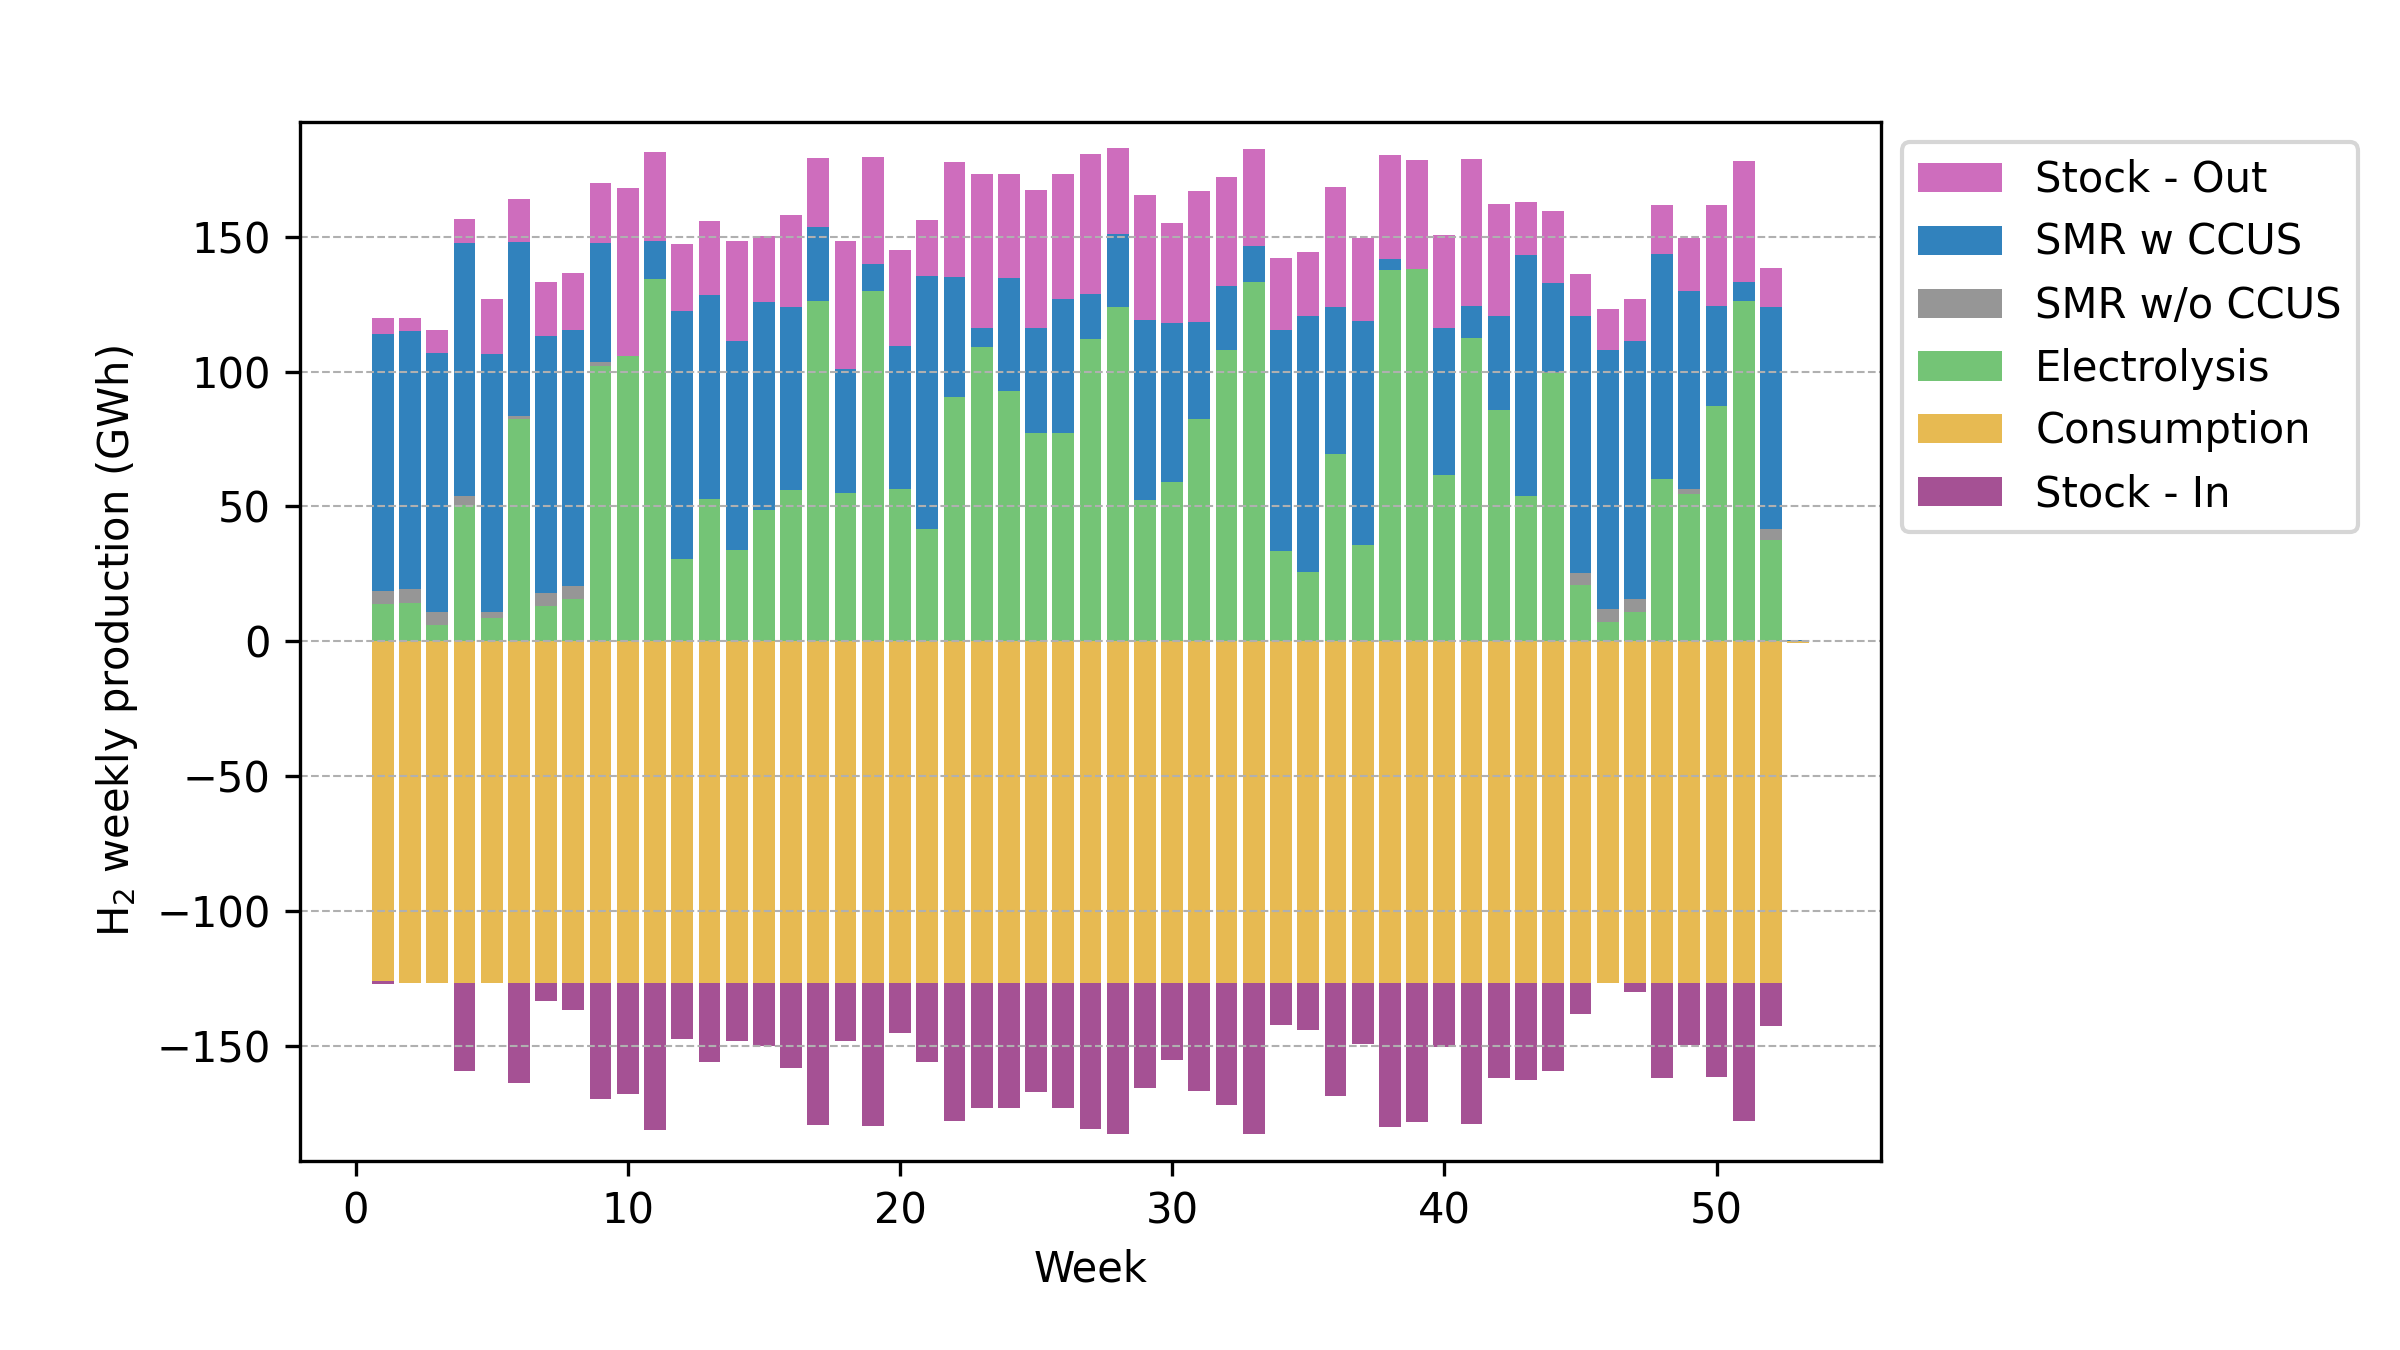 150
100
50
0
−50
−100
−150
H₂ weekly production (GWh)
0 10 20 30 40 50
Week
Stock - Out
SMR w CCUS
SMR w/o CCUS
Electrolysis
Consumption
Stock - In